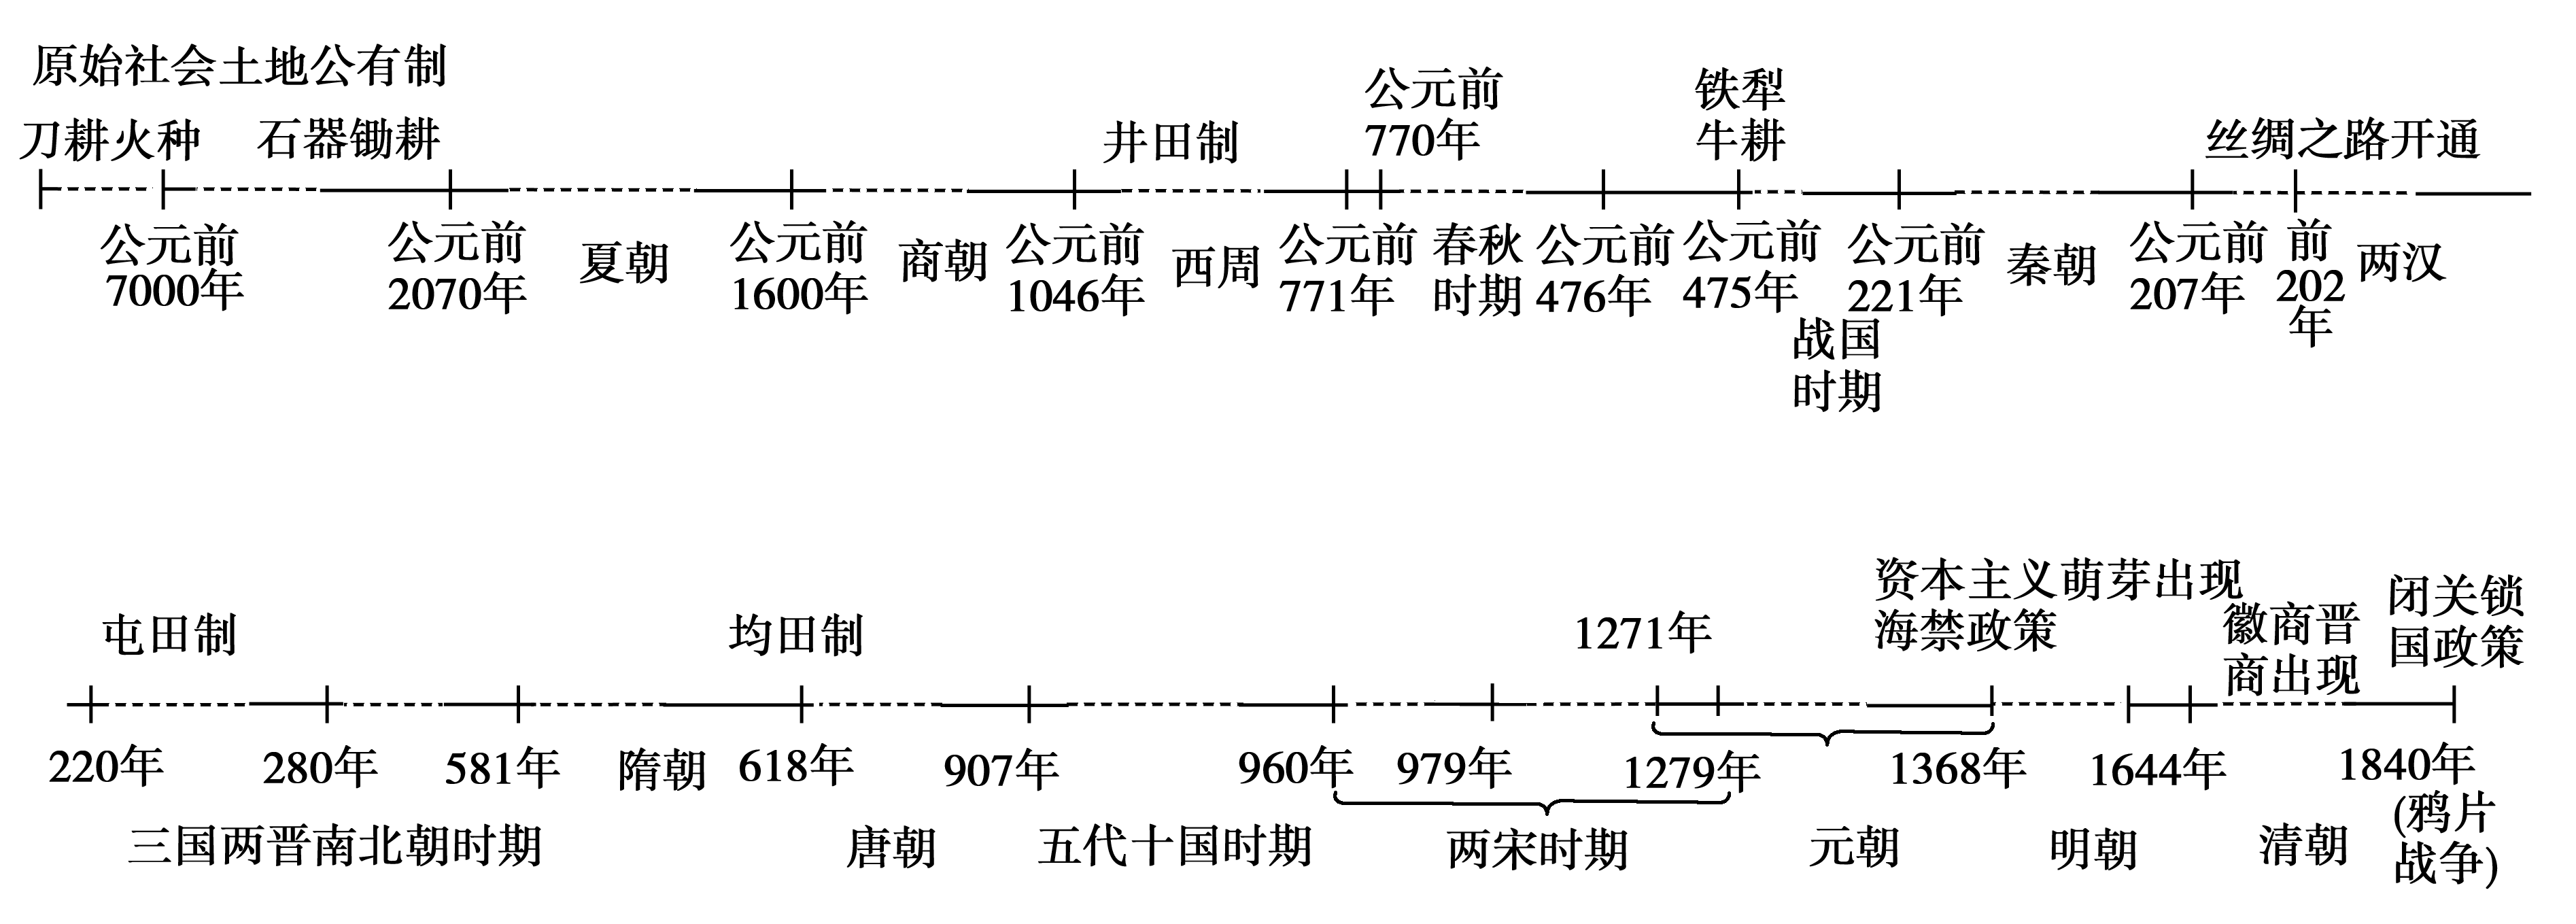 原始社会土地公有制
刀耕火种
石器锄耕
井田制
公元前
770年
铁犁
牛耕
丝绸之路开通
公元前
7000年
公元前
2070年
夏朝
公元前
1600年
商朝
公元前
1046年
西周
公元前
771年
春秋
时期
公元前
476年
公元前
475年
战国
时期
公元前
221年
秦朝
公元前
207年
前
202
年
两汉
屯田制
均田制
1271年
资本主义萌芽出现
海禁政策
徽商晋
商出现
闭关锁
国政策
220年
280年
581年
隋朝
618年
907年
960年
979年
1279年
1368年
1644年
1840年
(鸦片
战争)
三国两晋南北朝时期
唐朝
五代十国时期
两宋时期
元朝
明朝
清朝